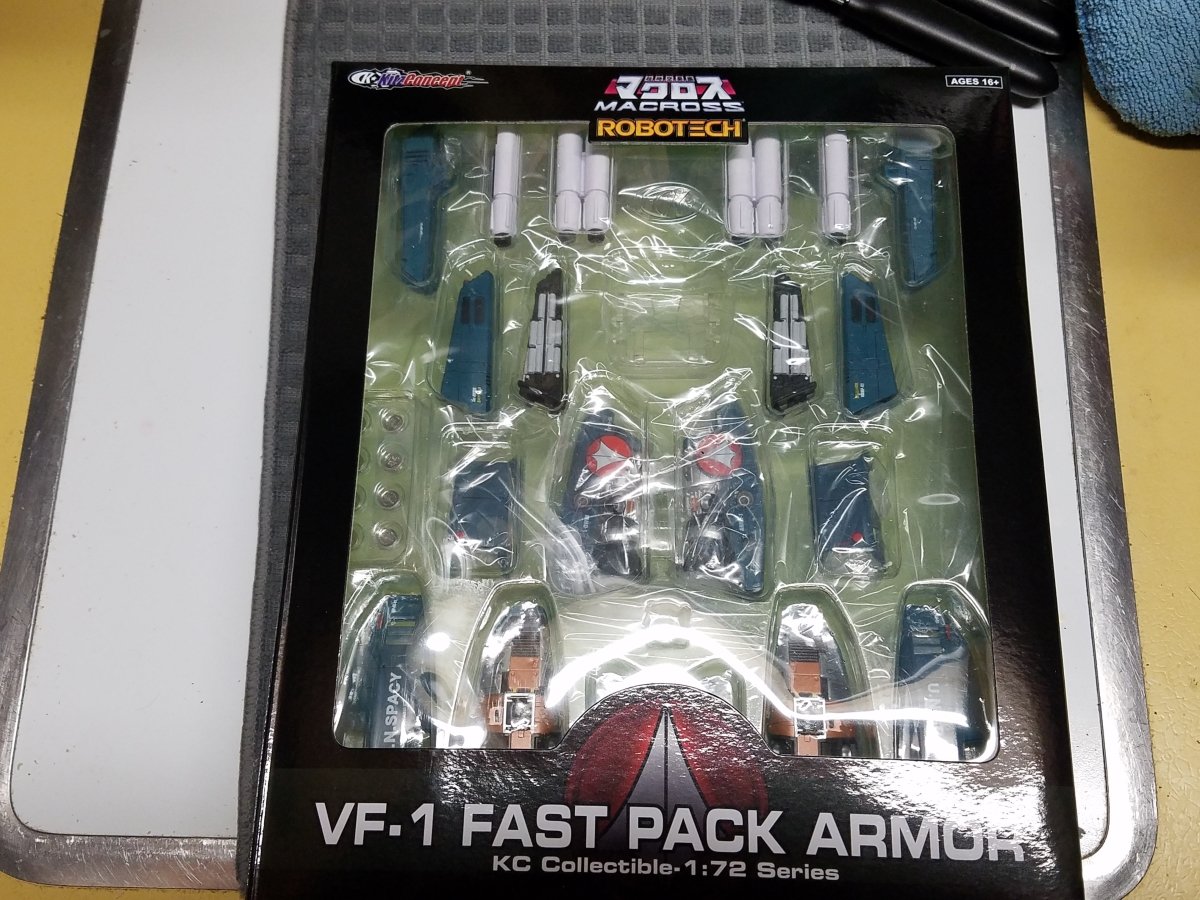 KitzConcept®
AGES 16+
マクロス
MACROSS
ROBOTECH
N.SPACY
VF-1 FAST PACK ARMOR
KC Collectible-1:72 Series